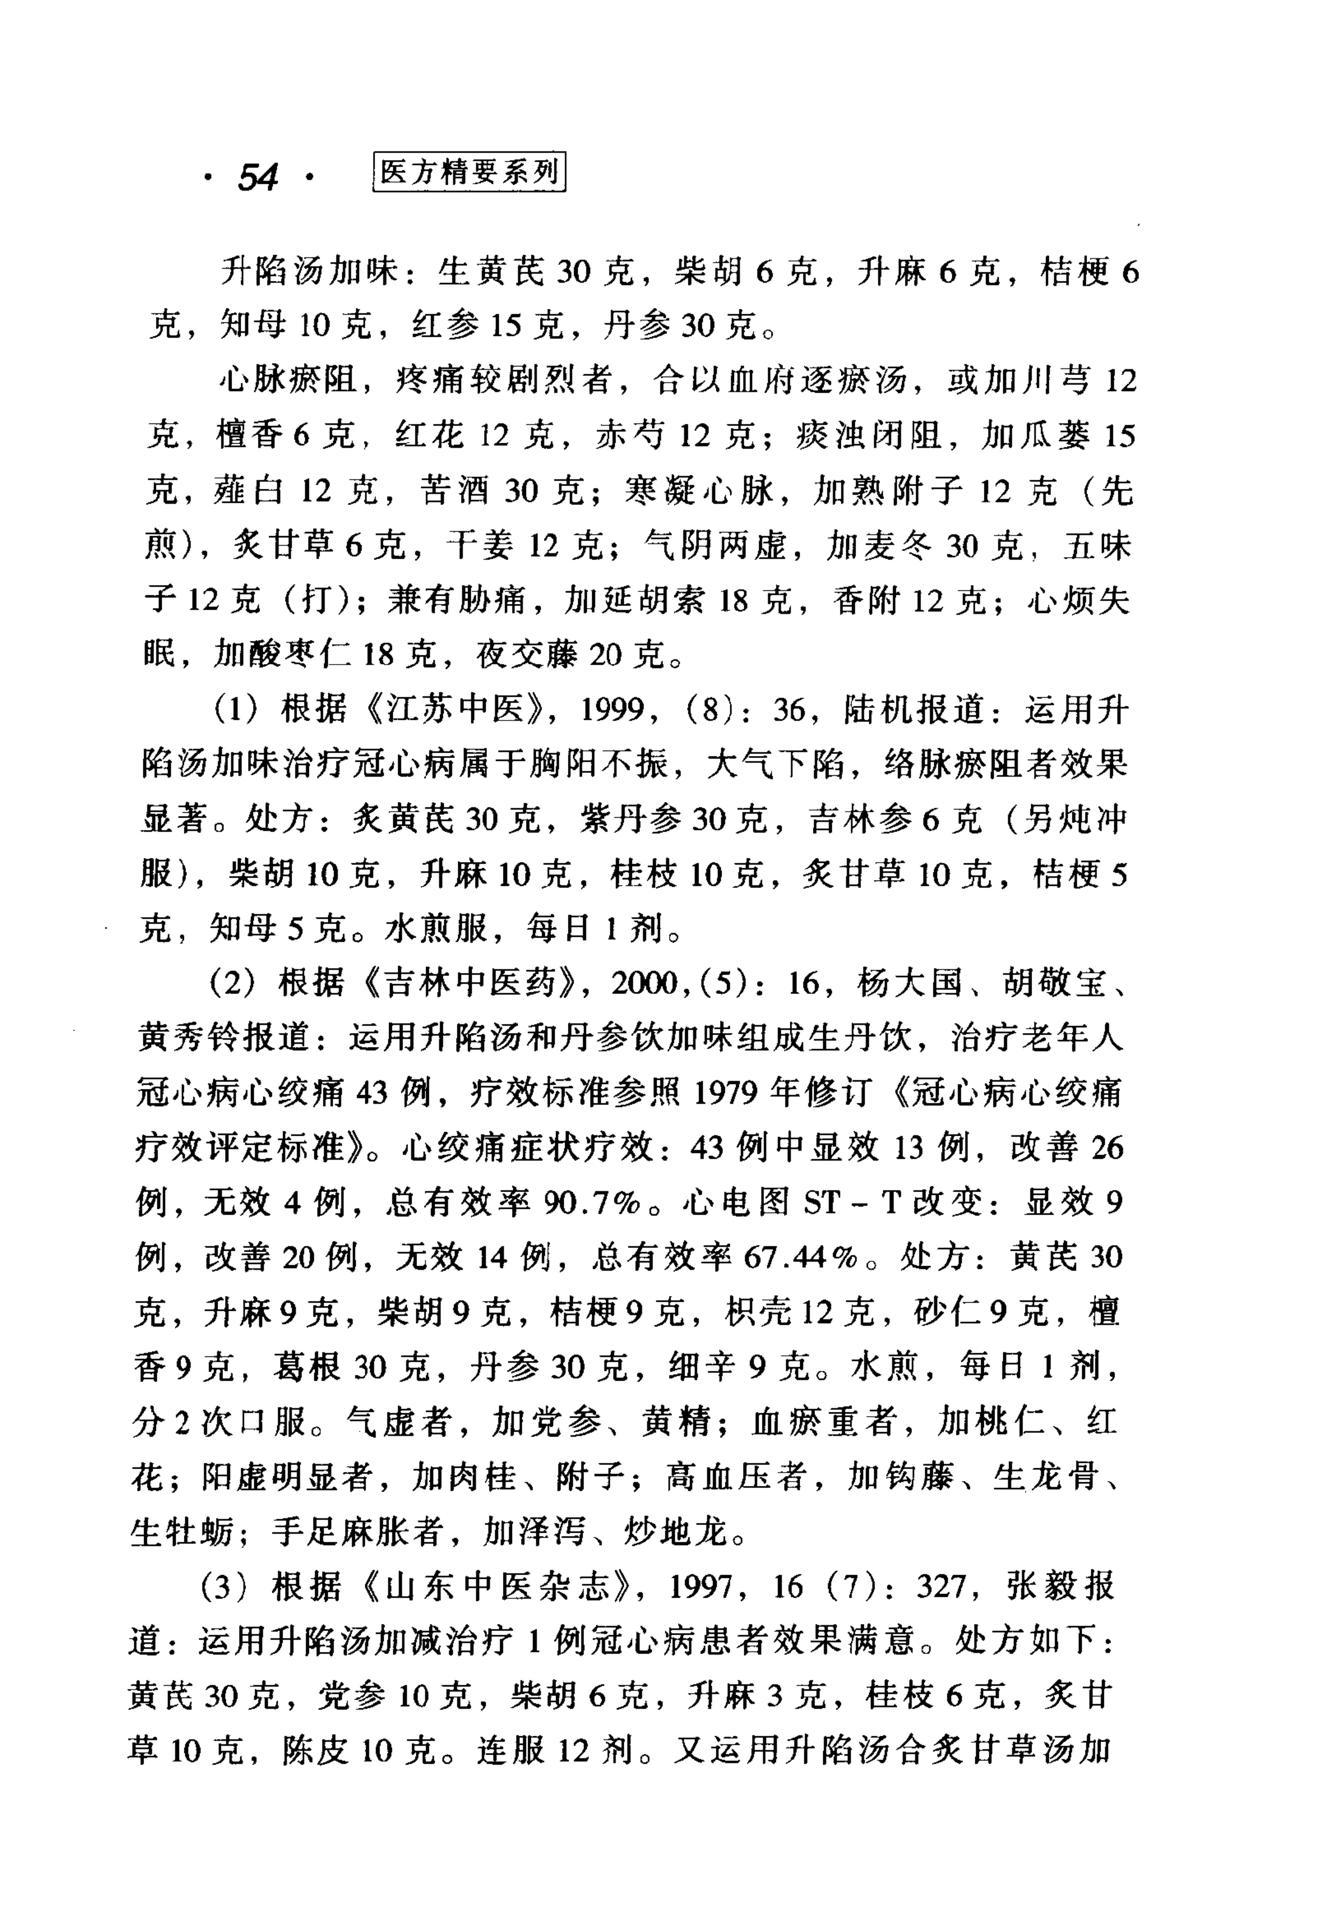 · 54 · 医方精要系列
升陷汤加味：生黄芪 30 克，柴胡 6 克，升麻 6 克，桔梗 6
克，知母 10 克，红参 15 克，丹参 30 克。
心脉瘀阻，疼痛较剧烈者，合以血府逐瘀汤，或加川芎 12
克，檀香 6 克，红花 12 克，赤芍 12 克；痰浊闭阻，加瓜蒌 15
克，薤白 12 克，苦酒 30 克；寒凝心脉，加熟附子 12 克（先
煎），炙甘草 6 克，干姜 12 克；气阴两虚，加麦冬 30 克，五味
子 12 克（打）；兼有胁痛，加延胡索 18 克，香附 12 克；心烦失
眠，加酸枣仁 18 克，夜交藤 20 克。
（1）根据《江苏中医》，1999，（8）：36，陆机报道：运用升
陷汤加味治疗冠心病属于胸阳不振，大气下陷，络脉瘀阻者效果
显著。处方：炙黄芪 30 克，紫丹参 30 克，吉林参 6 克（另炖冲
服），柴胡 10 克，升麻 10 克，桂枝 10 克，炙甘草 10 克，桔梗 5
克，知母 5 克。水煎服，每日 1 剂。
（2）根据《吉林中医药》，2000,（5）：16，杨大国、胡敬宝、
黄秀铃报道：运用升陷汤和丹参饮加味组成生丹饮，治疗老年人
冠心病心绞痛 43 例，疗效标准参照 1979 年修订《冠心病心绞痛
疗效评定标准》。心绞痛症状疗效：43 例中显效 13 例，改善 26
例，无效 4 例，总有效率 90.7%。心电图 ST－T 改变：显效 9
例，改善 20 例，无效 14 例，总有效率 67.44%。处方：黄芪 30
克，升麻 9 克，柴胡 9 克，桔梗 9 克，枳壳 12 克，砂仁 9 克，檀
香 9 克，葛根 30 克，丹参 30 克，细辛 9 克。水煎，每日 1 剂，
分 2 次口服。气虚者，加党参、黄精；血瘀重者，加桃仁、红
花；阳虚明显者，加肉桂、附子；高血压者，加钩藤、生龙骨、
生牡蛎；手足麻胀者，加泽泻、炒地龙。
（3）根据《山东中医杂志》，1997，16（7）：327，张毅报
道：运用升陷汤加减治疗 1 例冠心病患者效果满意。处方如下：
黄芪 30 克，党参 10 克，柴胡 6 克，升麻 3 克，桂枝 6 克，炙甘
草 10 克，陈皮 10 克。连服 12 剂。又运用升陷汤合炙甘草汤加